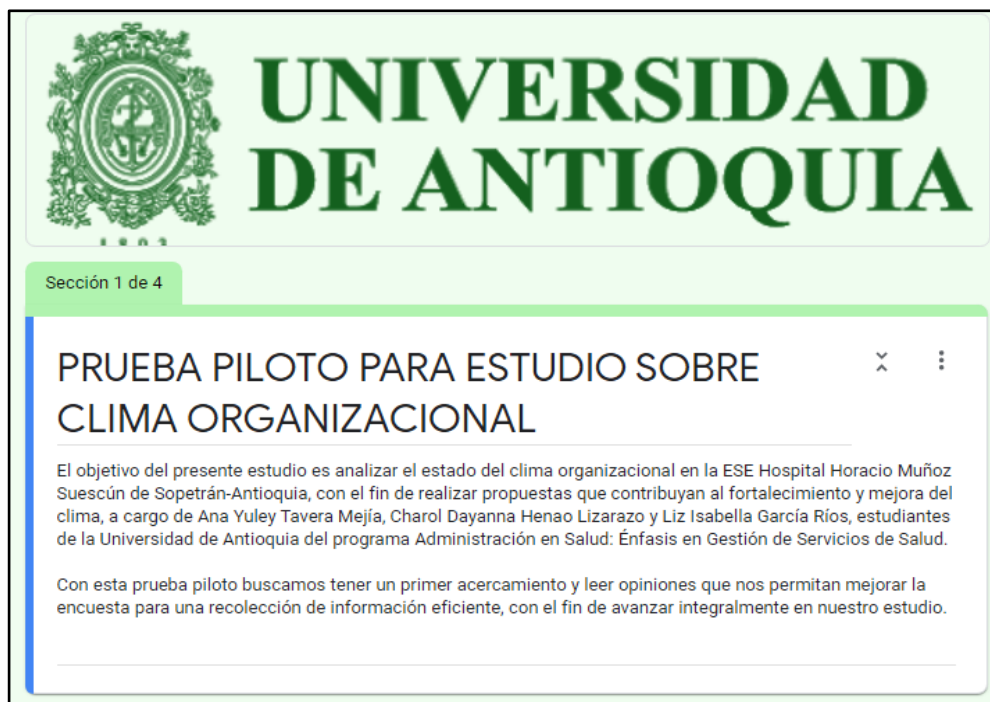 UNIVERSIDAD
DE ANTIOQUIA
1803
Sección 1 de 4
PRUEBA PILOTO PARA ESTUDIO SOBRE
CLIMA ORGANIZACIONAL
El objetivo del presente estudio es analizar el estado del clima organizacional en la ESE Hospital Horacio Muñoz
Suescún de Sopetrán-Antioquia, con el fin de realizar propuestas que contribuyan al fortalecimiento y mejora del
clima, a cargo de Ana Yuley Tavera Mejía, Charol Dayanna Henao Lizarazo y Liz Isabella García Ríos, estudiantes
de la Universidad de Antioquia del programa Administración en Salud: Énfasis en Gestión de Servicios de Salud.
Con esta prueba piloto buscamos tener un primer acercamiento y leer opiniones que nos permitan mejorar la
encuesta para una recolección de información eficiente, con el fin de avanzar integralmente en nuestro estudio.